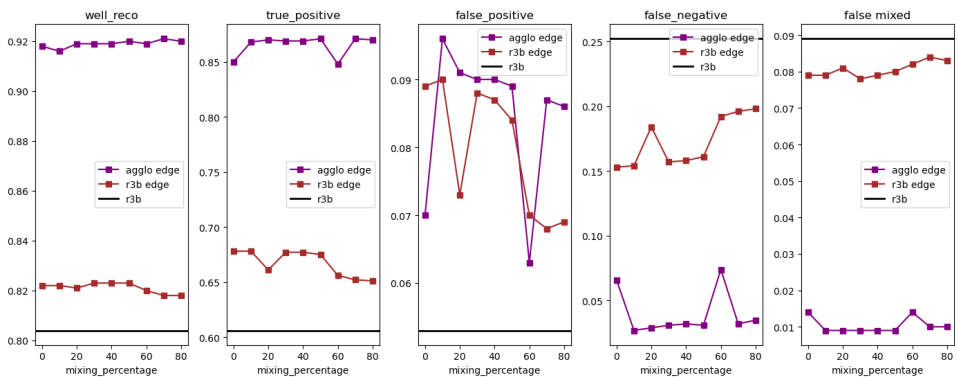 well_reco
0.92
0.90
0.88
0.86
0.84
0.82
0.80
agglo edge
r3b edge
r3b
0 20 40 60 80
mixing_percentage
true_positive
0.85
0.80
0.75
0.70
0.65
0.60
agglo edge
r3b edge
r3b
0 20 40 60 80
mixing_percentage
false_positive
0.09
0.08
0.07
0.06
agglo edge
r3b edge
r3b
0 20 40 60 80
mixing_percentage
false_negative
0.25
0.20
0.15
0.10
0.05
agglo edge
r3b edge
r3b
0 20 40 60 80
mixing_percentage
false mixed
0.09
0.08
0.07
0.06
0.05
0.04
0.03
0.02
0.01
agglo edge
r3b edge
r3b
0 20 40 60 80
mixing_percentage